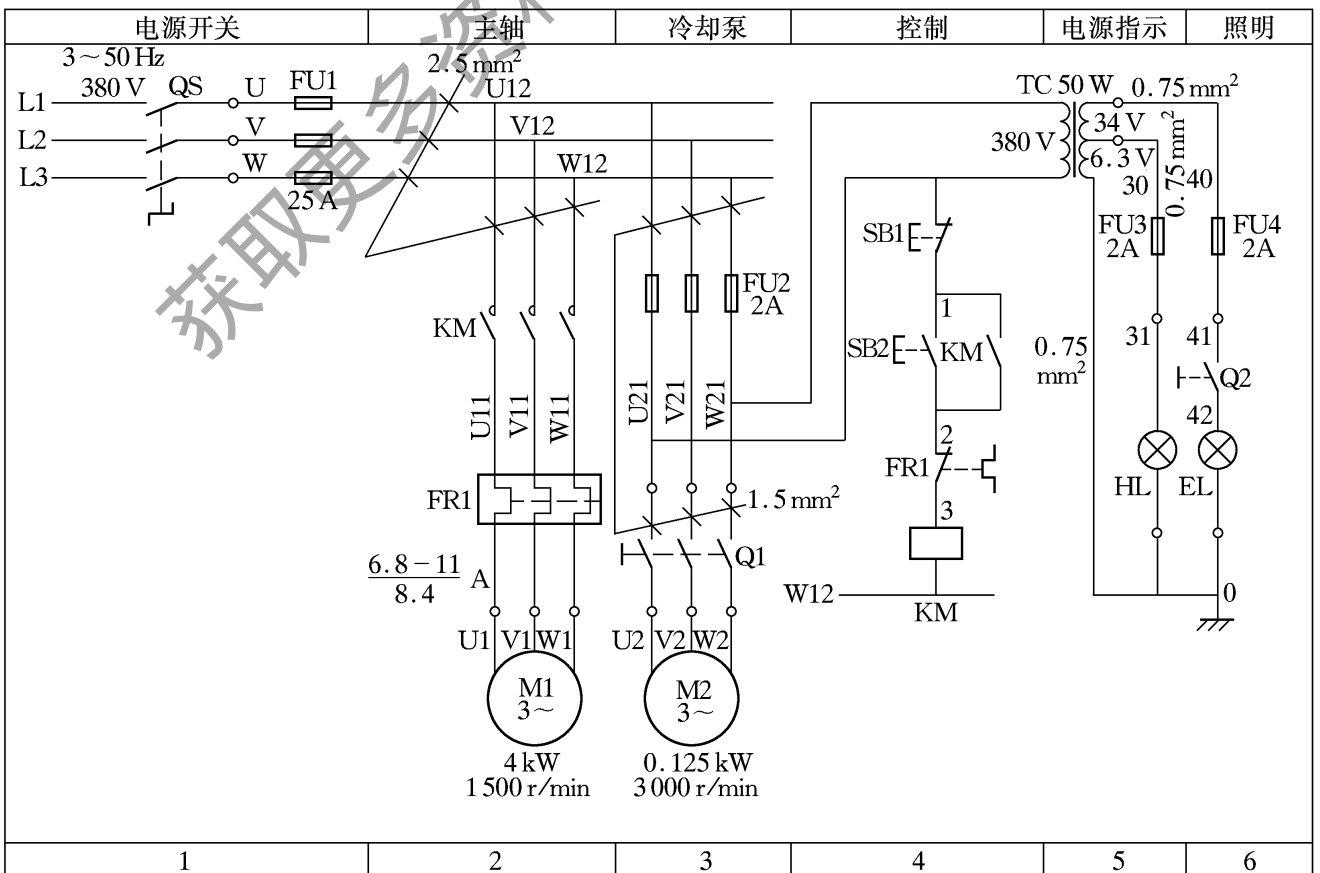 电源开关 主轴 冷却泵 控制 电源指示 照明
3～50 Hz
380 V QS U FU1
L1
L2 V
L3 W
25 A
2.5 mm²
U12
V12
W12
TC 50 W 0.75 mm²
380 V 34 V
6.3 V
30 0.75 mm² 40
SB1
FU3
2A
FU4
2A
FU2
2A
KM
1
SB2 KM
0.75
mm²
31 41
Q2
42
U11 V11 W11
U21 V21 W21
2
FR1
HL EL
FR1
1.5 mm²
3
6.8-11
8.4
A
Q1
W12
KM
0
U1 V1 W1
U2 V2 W2
M1
3～
M2
3～
4 kW
1 500 r/min
0.125 kW
3 000 r/min
1 2 3 4 5 6
获取更多资